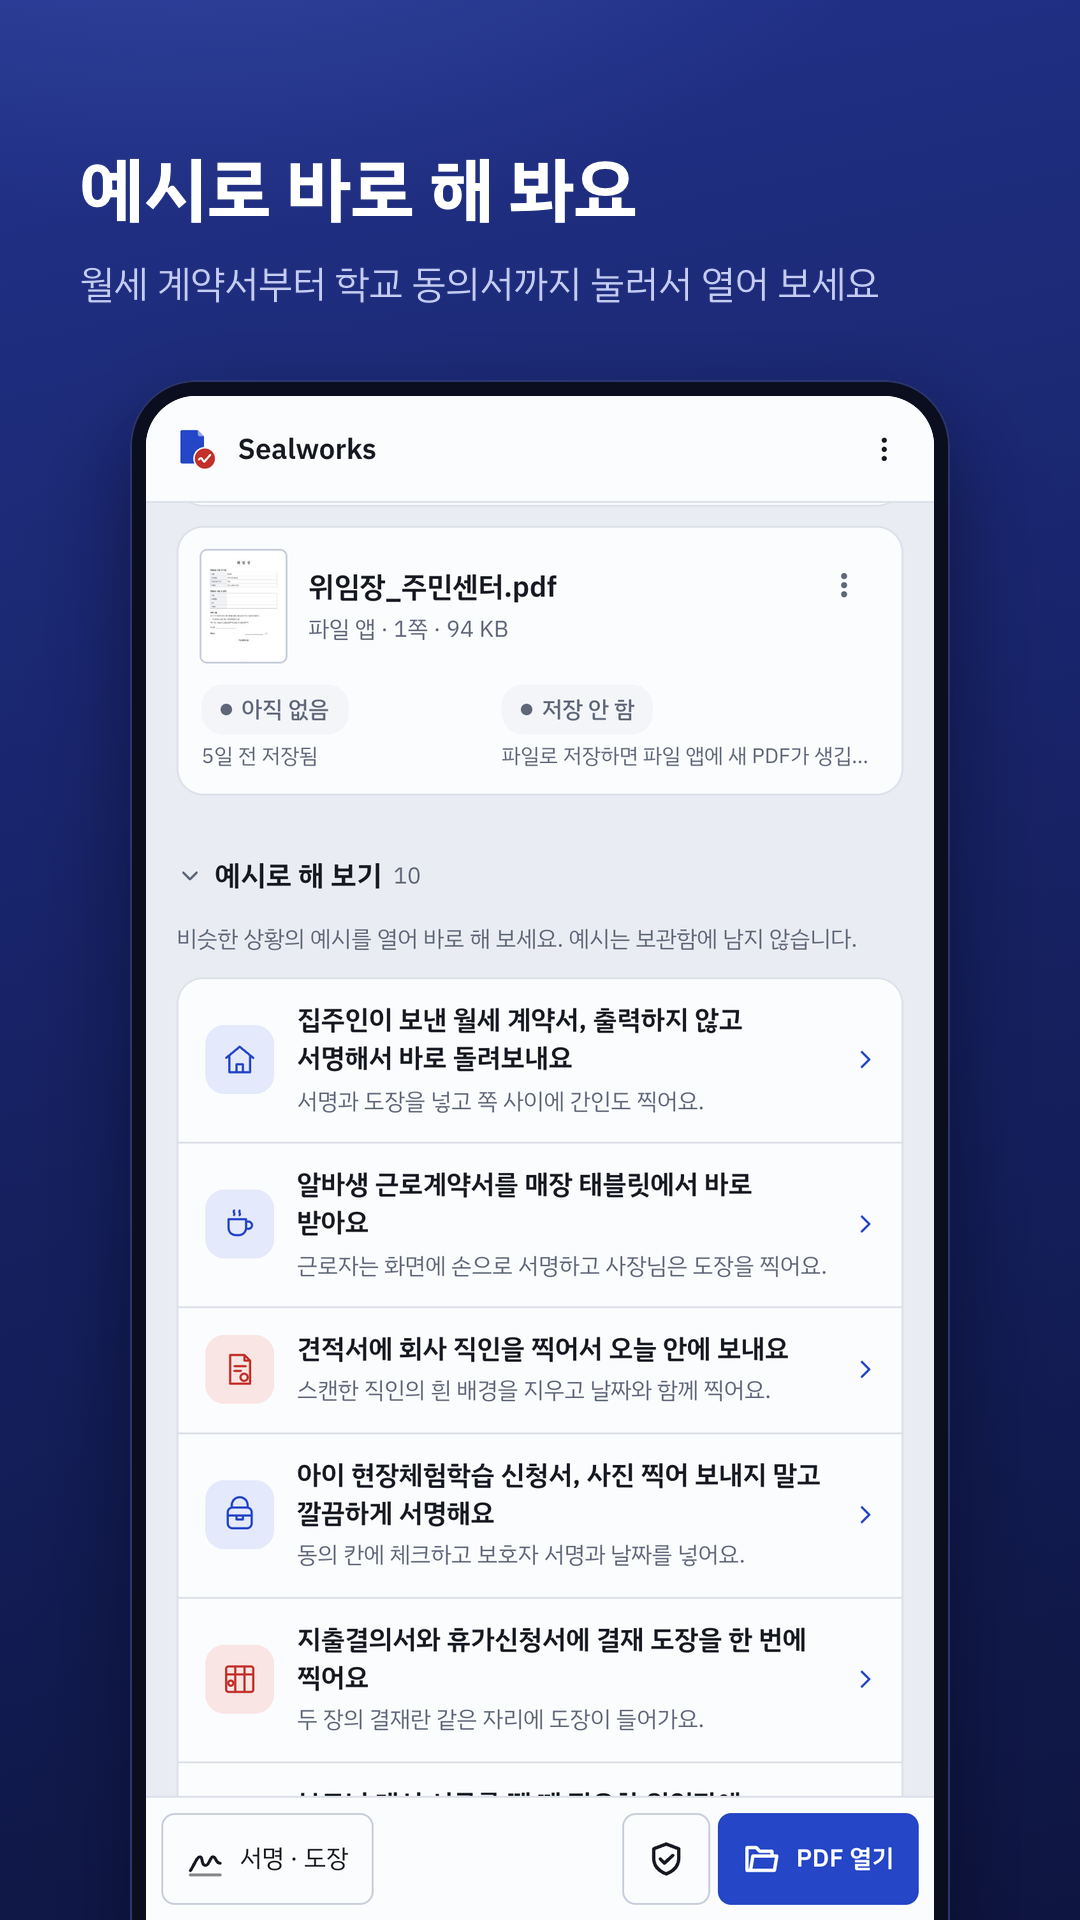 예시로 바로 해 봐요
월세 계약서부터 학교 동의서까지 눌러서 열어 보세요
Sealworks
위임장_주민센터.pdf
파일 앱 · 1쪽 · 94 KB
아직 없음
저장 안 함
5일 전 저장됨
파일로 저장하면 파일 앱에 새 PDF가 생깁...
예시로 해 보기 10
비슷한 상황의 예시를 열어 바로 해 보세요. 예시는 보관함에 남지 않습니다.
집주인이 보낸 월세 계약서, 출력하지 않고
서명해서 바로 돌려보내요
서명과 도장을 넣고 쪽 사이에 간인도 찍어요.
알바생 근로계약서를 매장 태블릿에서 바로
받아요
근로자는 화면에 손으로 서명하고 사장님은 도장을 찍어요.
견적서에 회사 직인을 찍어서 오늘 안에 보내요
스캔한 직인의 흰 배경을 지우고 날짜와 함께 찍어요.
아이 현장체험학습 신청서, 사진 찍어 보내지 말고
깔끔하게 서명해요
동의 칸에 체크하고 보호자 서명과 날짜를 넣어요.
지출결의서와 휴가신청서에 결재 도장을 한 번에
찍어요
두 장의 결재란 같은 자리에 도장이 들어가요.
서명 · 도장
PDF 열기